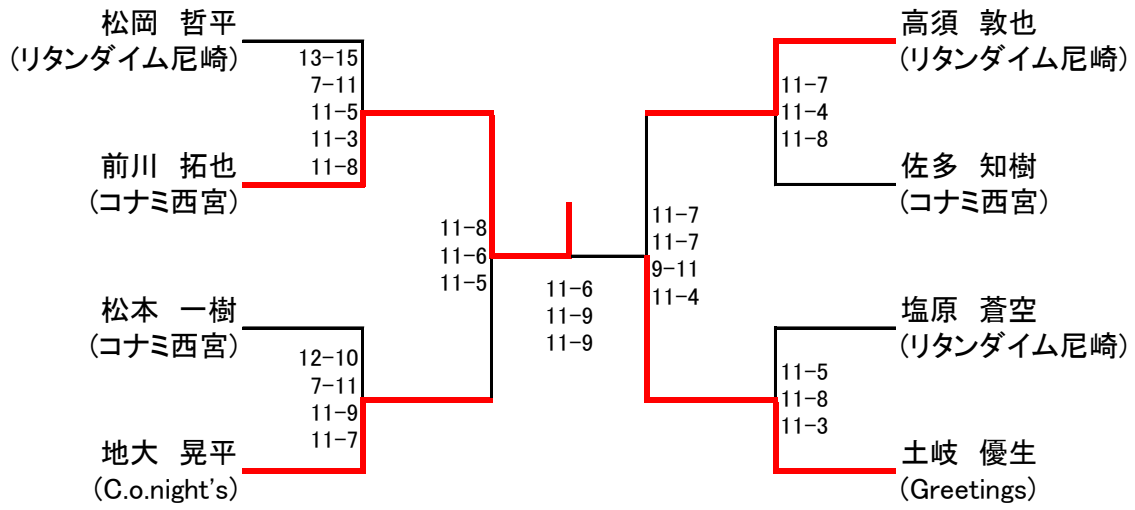 松岡 哲平
(リタンダイム尼崎)
13-15
7-11
11-5
11-3
11-8
前川 拓也
(コナミ西宮)
11-8
11-6
11-5
松本 一樹
(コナミ西宮)
12-10
7-11
11-9
11-7
地大 晃平
(C.o.night's)
11-6
11-9
11-9
高須 敦也
(リタンダイム尼崎)
11-7
11-4
11-8
佐多 知樹
(コナミ西宮)
11-7
11-7
9-11
11-4
塩原 蒼空
(リタンダイム尼崎)
11-5
11-8
11-3
土岐 優生
(Greetings)